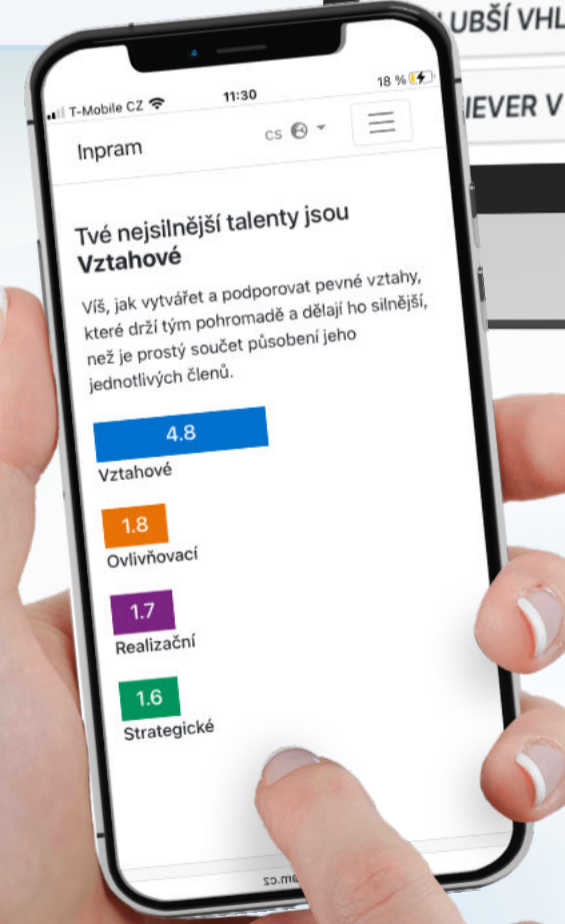 UBŠÍ VHL
IEVER V
T-Mobile CZ
11:30
18 %
Inpram
cs
Tvé nejsilnější talenty jsou
Vztahové
Víš, jak vytvářet a podporovat pevné vztahy,
které drží tým pohromadě a dělají ho silnější,
než je prostý součet působení jeho
jednotlivých členů.
4.8
Vztahové
1.8
Ovlivňovací
1.7
Realizační
1.6
Strategické